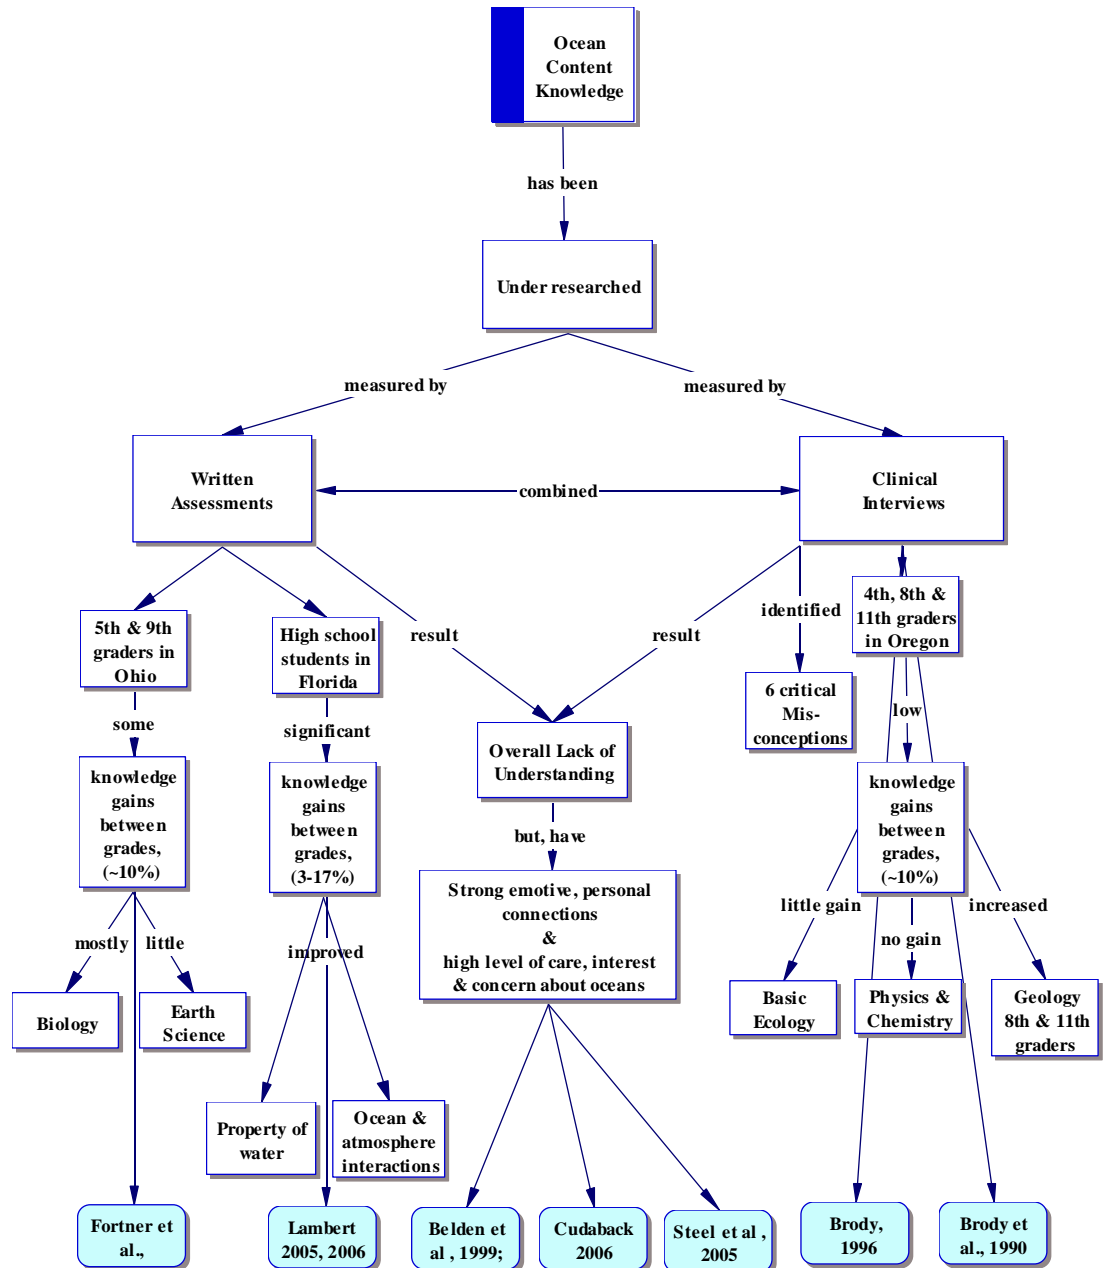 Ocean
Content
Knowledge
has been
Under researched
measured by
measured by
Written
Assessments
combined
Clinical
Interviews
5th & 9th
graders in
Ohio
High school
students in
Florida
result
result
identified
4th, 8th &
11th graders
in Oregon
some
significant
6 critical
Mis-
conceptions
low
Overall Lack of
Understanding
knowledge
gains
between
grades,
(~10%)
knowledge
gains
between
grades,
(3-17%)
but, have
knowledge
gains
between
grades,
(~10%)
Strong emotive, personal
connections
&
high level of care, interest
& concern about oceans
mostly
little
improved
little gain
no gain
increased
Biology
Earth
Science
Basic
Ecology
Physics &
Chemistry
Geology
8th & 11th
graders
Property of
water
Ocean &
atmosphere
interactions
Fortner et
al.,
Lambert
2005, 2006
Belden et
al , 1999;
Cudaback
2006
Steel et al ,
2005
Brody,
1996
Brody et
al., 1990